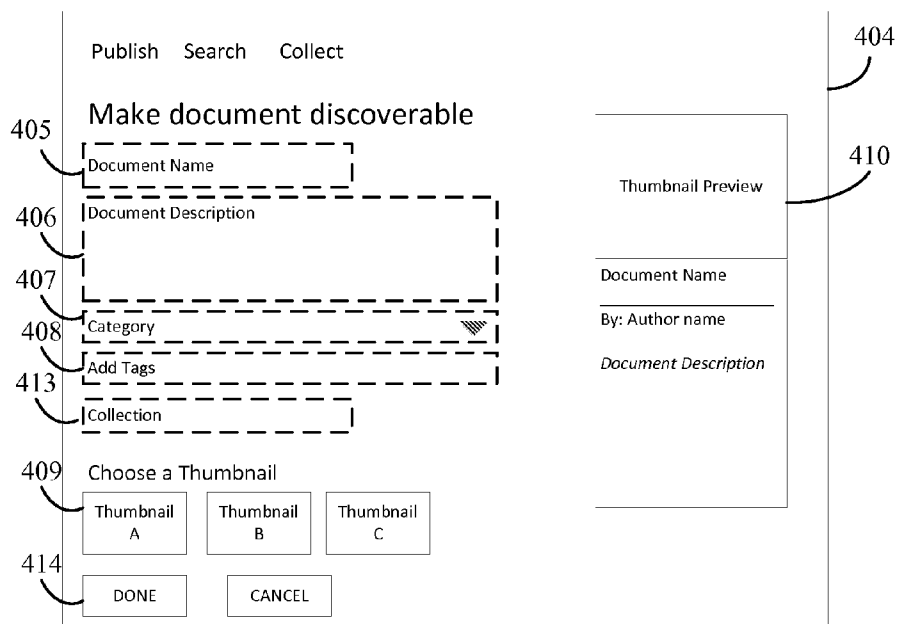 Publish Search Collect
404
Make document discoverable
405
Document Name
410
Thumbnail Preview
406
Document Description
407
Category
408
Add Tags
413
Collection
Document Name
By: Author name
Document Description
Choose a Thumbnail
409
Thumbnail
A
Thumbnail
B
Thumbnail
C
414
DONE
CANCEL